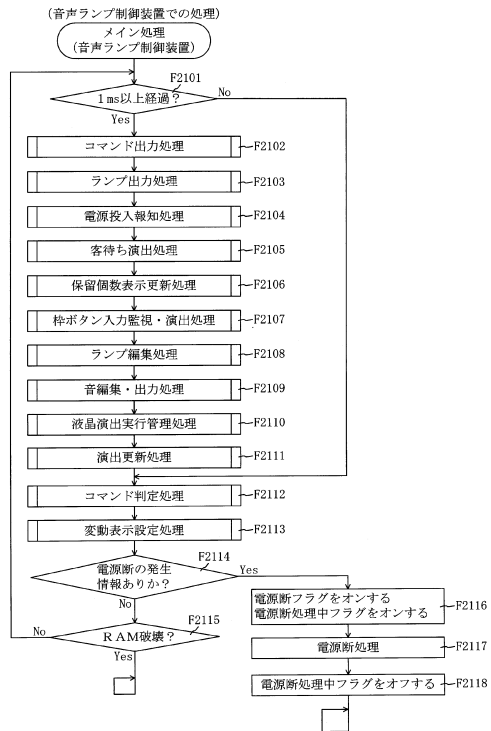 (音声ランプ制御装置での処理)
メイン処理
(音声ランプ制御装置)
F2101
1ms以上経過?
No
Yes
コマンド出力処理
F2102
ランプ出力処理
F2103
電源投入報知処理
F2104
客待ち演出処理
F2105
保留個数表示更新処理
F2106
枠ボタン入力監視・演出処理
F2107
ランプ編集処理
F2108
音編集・出力処理
F2109
液晶演出実行管理処理
F2110
演出更新処理
F2111
コマンド判定処理
F2112
変動表示設定処理
F2113
F2114
電源断の発生
情報ありか?
Yes
No
電源断フラグをオンする
電源断処理中フラグをオンする
F2116
F2115
RAM破壊?
No
Yes
電源断処理
F2117
電源断処理中フラグをオフする
F2118